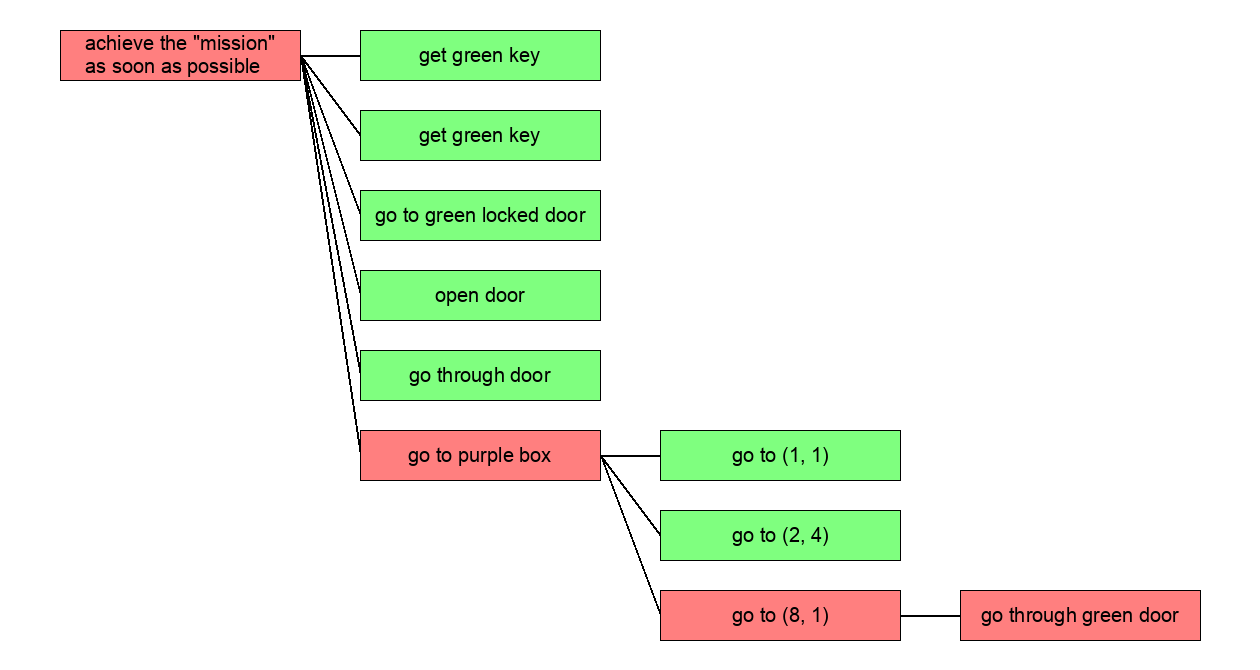 achieve the "mission"
as soon as possible
get green key
get green key
go to green locked door
open door
go through door
go to purple box
go to (1, 1)
go to (2, 4)
go to (8, 1)
go through green door